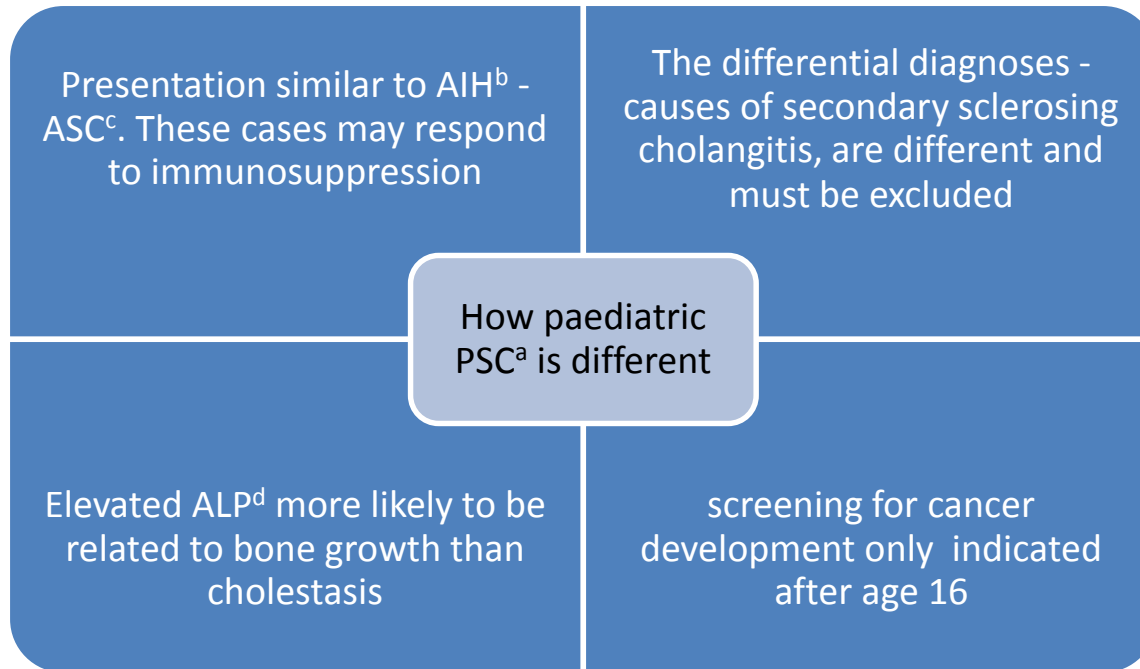 Presentation similar to AIHᵇ -
ASCᶜ. These cases may respond
to immunosuppression
The differential diagnoses -
causes of secondary sclerosing
cholangitis, are different and
must be excluded
How paediatric
PSCᵃ is different
Elevated ALPᵈ more likely to be
related to bone growth than
cholestasis
screening for cancer
development only  indicated
after age 16